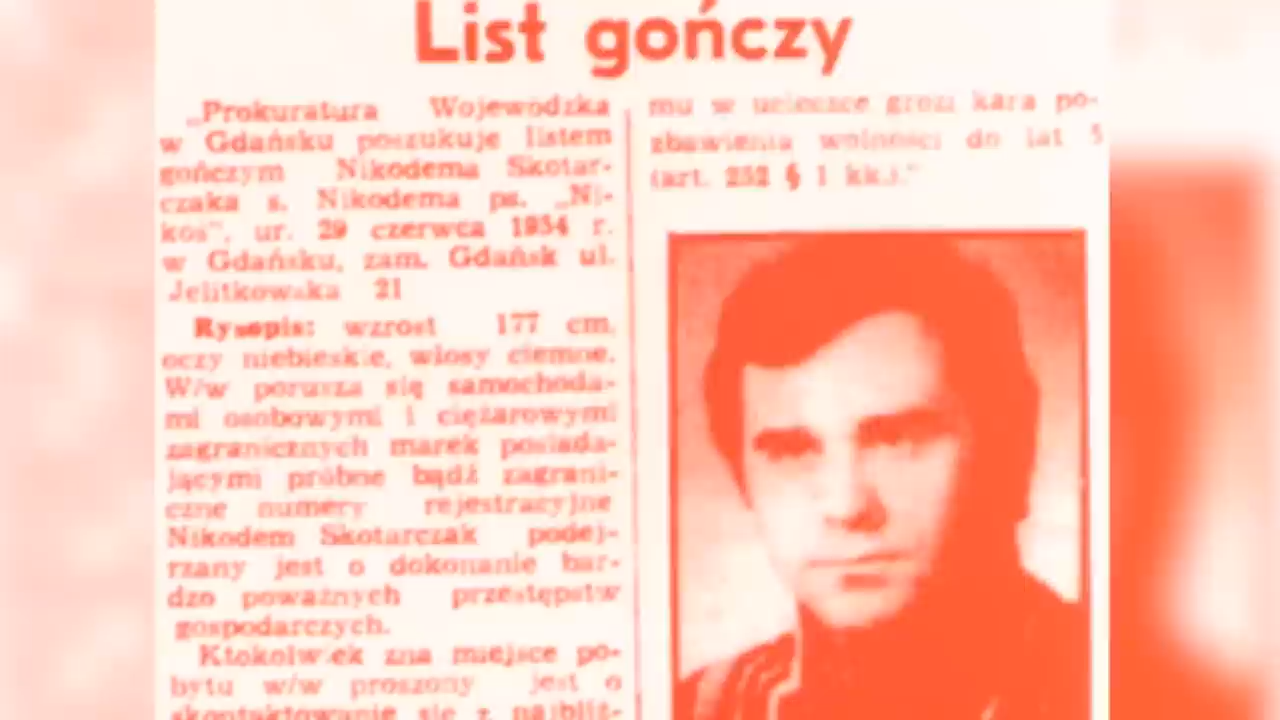 List gończy
„Prokuratura Wojewódzka
w Gdańsku poszukuje listem
gończym Nikodema Skotar-
czaka s. Nikodema ps. „Ni-
koś", ur. 29 czerwca 1954 r.
w Gdańsku, zam. Gdańsk ul.
Jelitkowska 21
Rysopis: wzrost 177 cm,
oczy niebieskie, włosy ciemne.
W/w porusza się samochoda-
mi osobowymi i ciężarowymi
zagranicznych marek posiada-
jącymi próbne bądź zagrani-
czne numery rejestracyjne
Nikodem Skotarczak podej-
rzany jest o dokonanie bar-
dzo poważnych przestępstw
gospodarczych.
Ktokolwiek zna miejsce po-
bytu w/w proszony jest o
skontaktowanie się z najbliż-
mu w ucieczce grozi kara po-
zbawienia wolności do lat 5
(art. 252 § 1 kk.)."